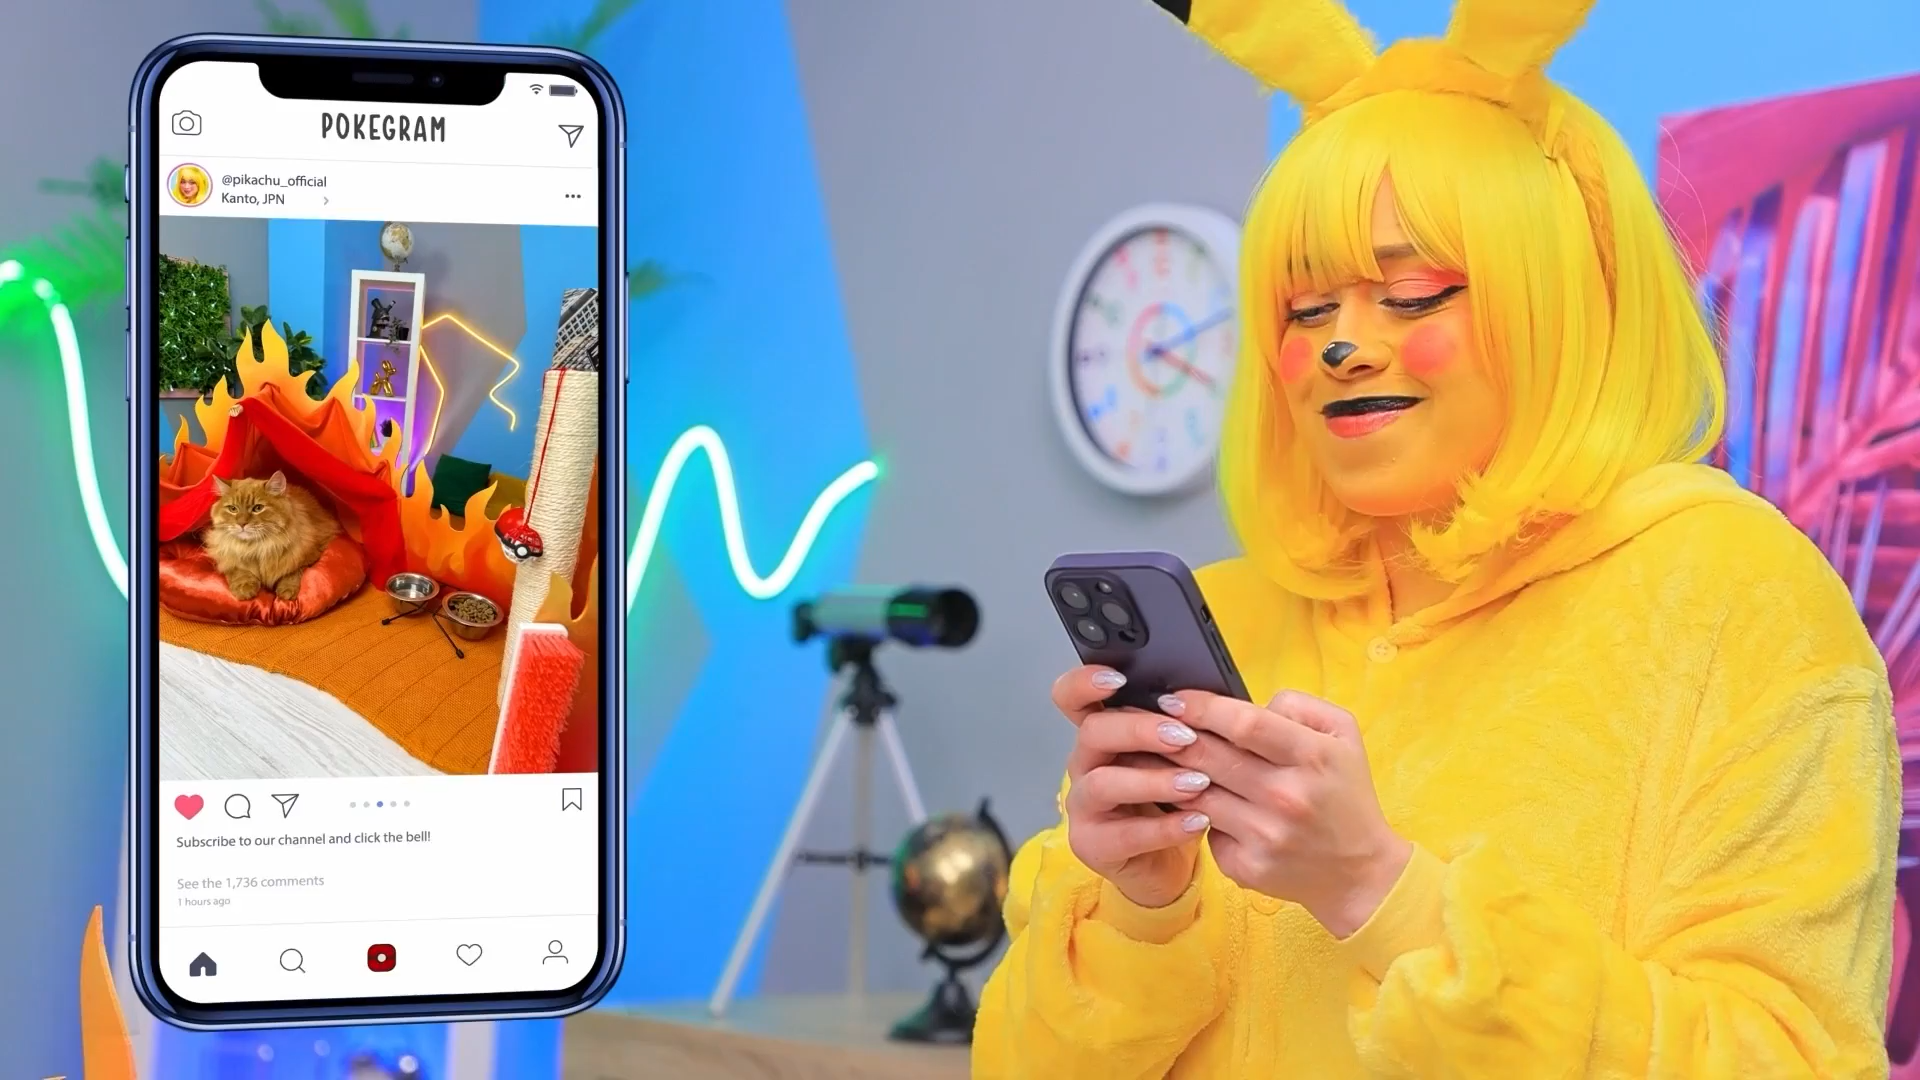 POKEGRAM
@pikachu_official
Kanto, JPN
Subscribe to our channel and click the bell!
See the 1,736 comments
1 hours ago